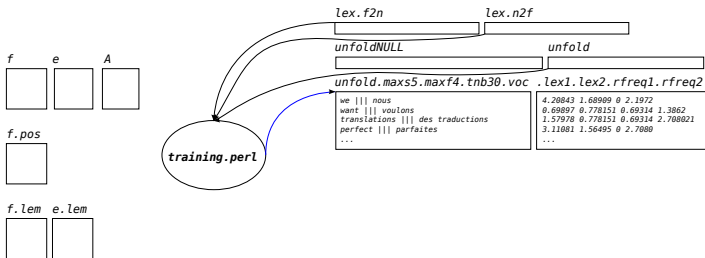 lex.f2n lex.n2f
unfoldNULL unfold
f e A
unfold.maxs5.maxf4.tnb30.voc .lex1.lex2.rfreq1.rfreq2
we ||| nous
want ||| voulons
translations ||| des traductions
perfect ||| parfaites
...
4.20843 1.68909 0 2.1972
0.69897 0.778151 0.69314 1.3862
1.57978 0.778151 0.69314 2.708021
3.11081 1.56495 0 2.7080
...
f.pos
training.perl
f.lem e.lem